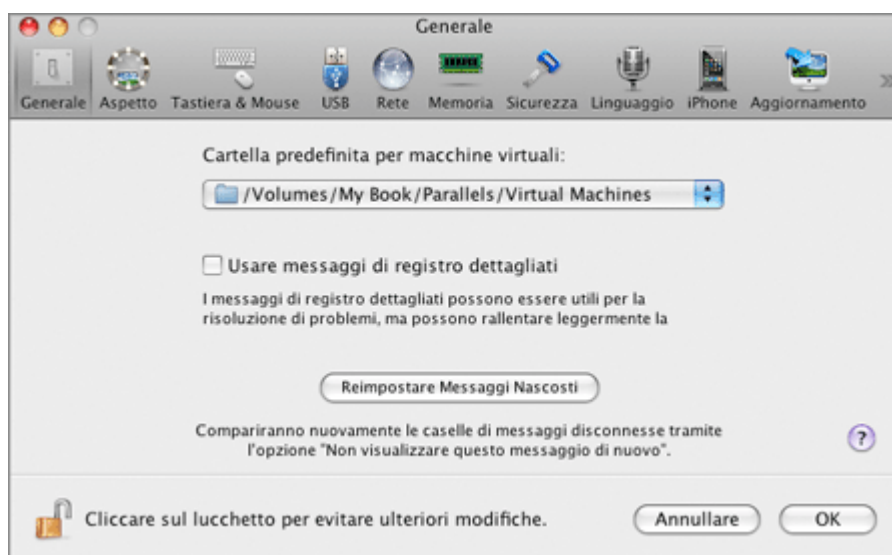 Generale
Generale Aspetto Tastiera & Mouse USB Rete Memoria Sicurezza Linguaggio iPhone Aggiornamento
Cartella predefinita per macchine virtuali:
/Volumes/My Book/Parallels/Virtual Machines
Usare messaggi di registro dettagliati
I messaggi di registro dettagliati possono essere utili per la
risoluzione di problemi, ma possono rallentare leggermente la
Reimpostare Messaggi Nascosti
Compariranno nuovamente le caselle di messaggi disconnesse tramite
l'opzione "Non visualizzare questo messaggio di nuovo".
?
Cliccare sul lucchetto per evitare ulteriori modifiche.
Annullare OK